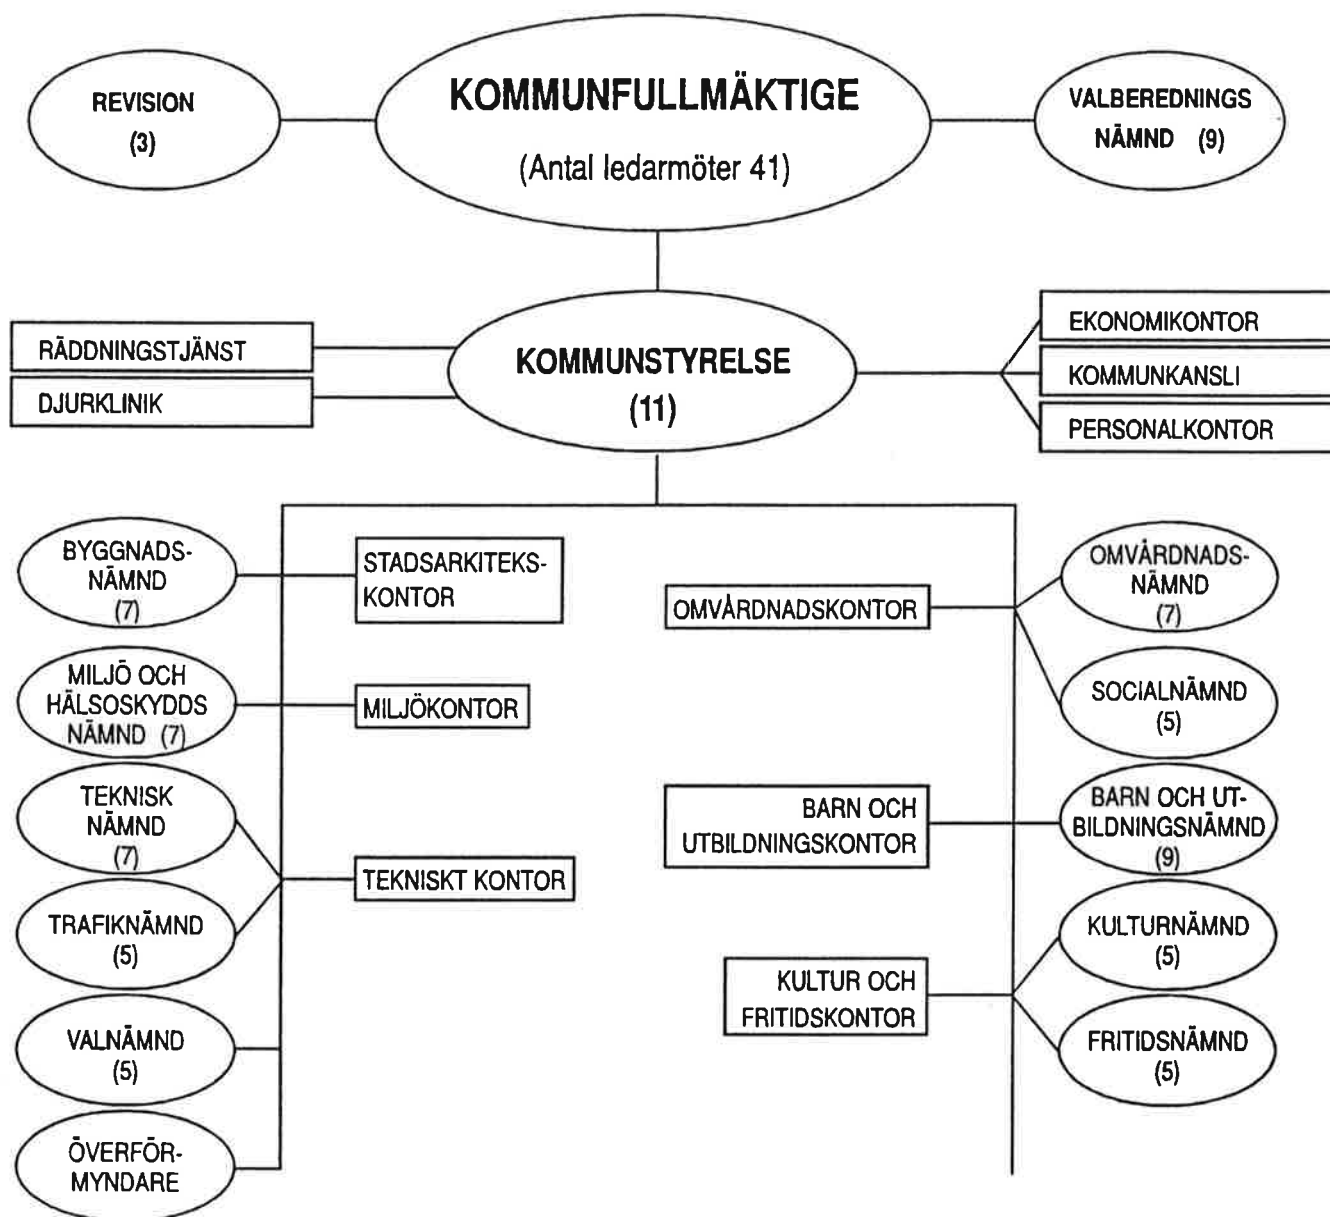 REVISION
(3)
KOMMUNFULLMÄKTIGE
(Antal ledarmöter 41)
VALBEREDNINGS
NÄMND (9)
RÄDDNINGSTJÄNST
DJURKLINIK
KOMMUNSTYRELSE
(11)
EKONOMIKONTOR
KOMMUNKANSLI
PERSONALKONTOR
BYGGNADS-
NÄMND
(7)
STADSARKITEKS-
KONTOR
MILJÖ OCH
HÄLSOSKYDDS
NÄMND (7)
MILJÖKONTOR
TEKNISK
NÄMND
(7)
TEKNISKT KONTOR
TRAFIKNÄMND
(5)
VALNÄMND
(5)
ÖVERFÖR-
MYNDARE
OMVÅRDNADSKONTOR
OMVÅRDNADS-
NÄMND
(7)
SOCIALNÄMND
(5)
BARN OCH
UTBILDNINGSKONTOR
BARN OCH UT-
BILDNINGSNÄMND
(9)
KULTUR OCH
FRITIDSKONTOR
KULTURNÄMND
(5)
FRITIDSNÄMND
(5)